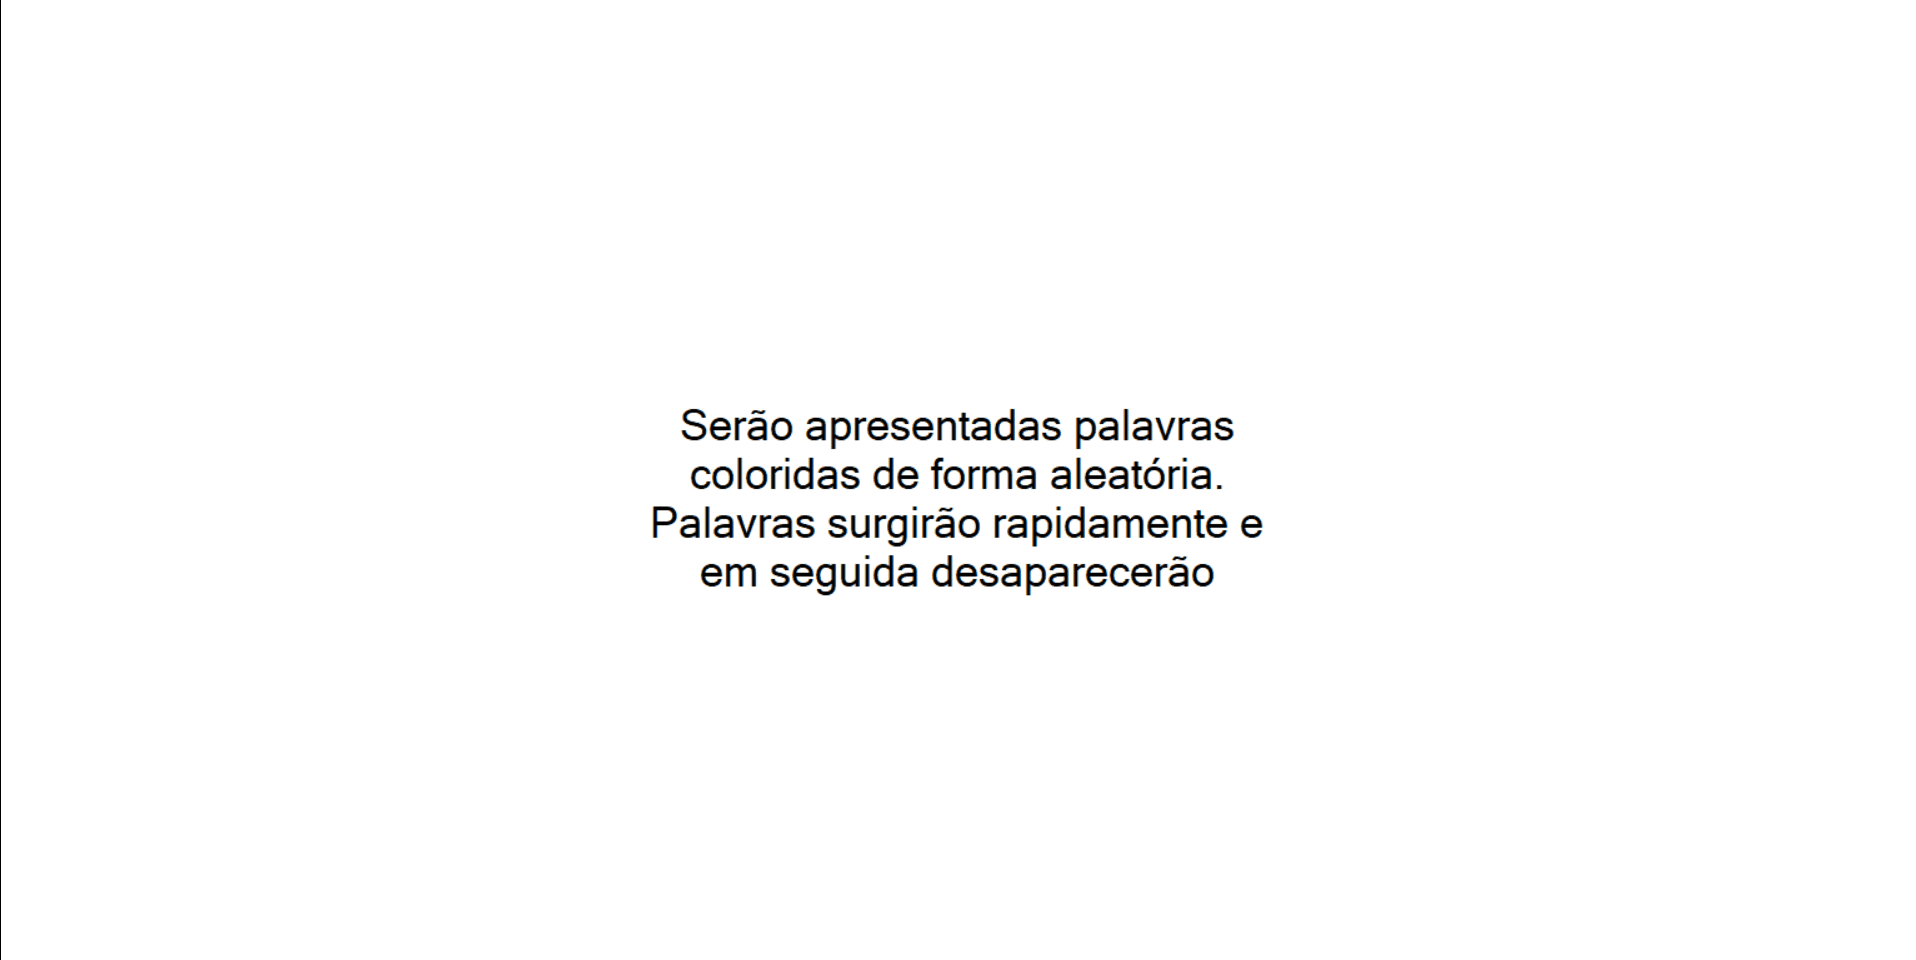 Serão apresentadas palavras
coloridas de forma aleatória.
Palavras surgirão rapidamente e
em seguida desaparecerão